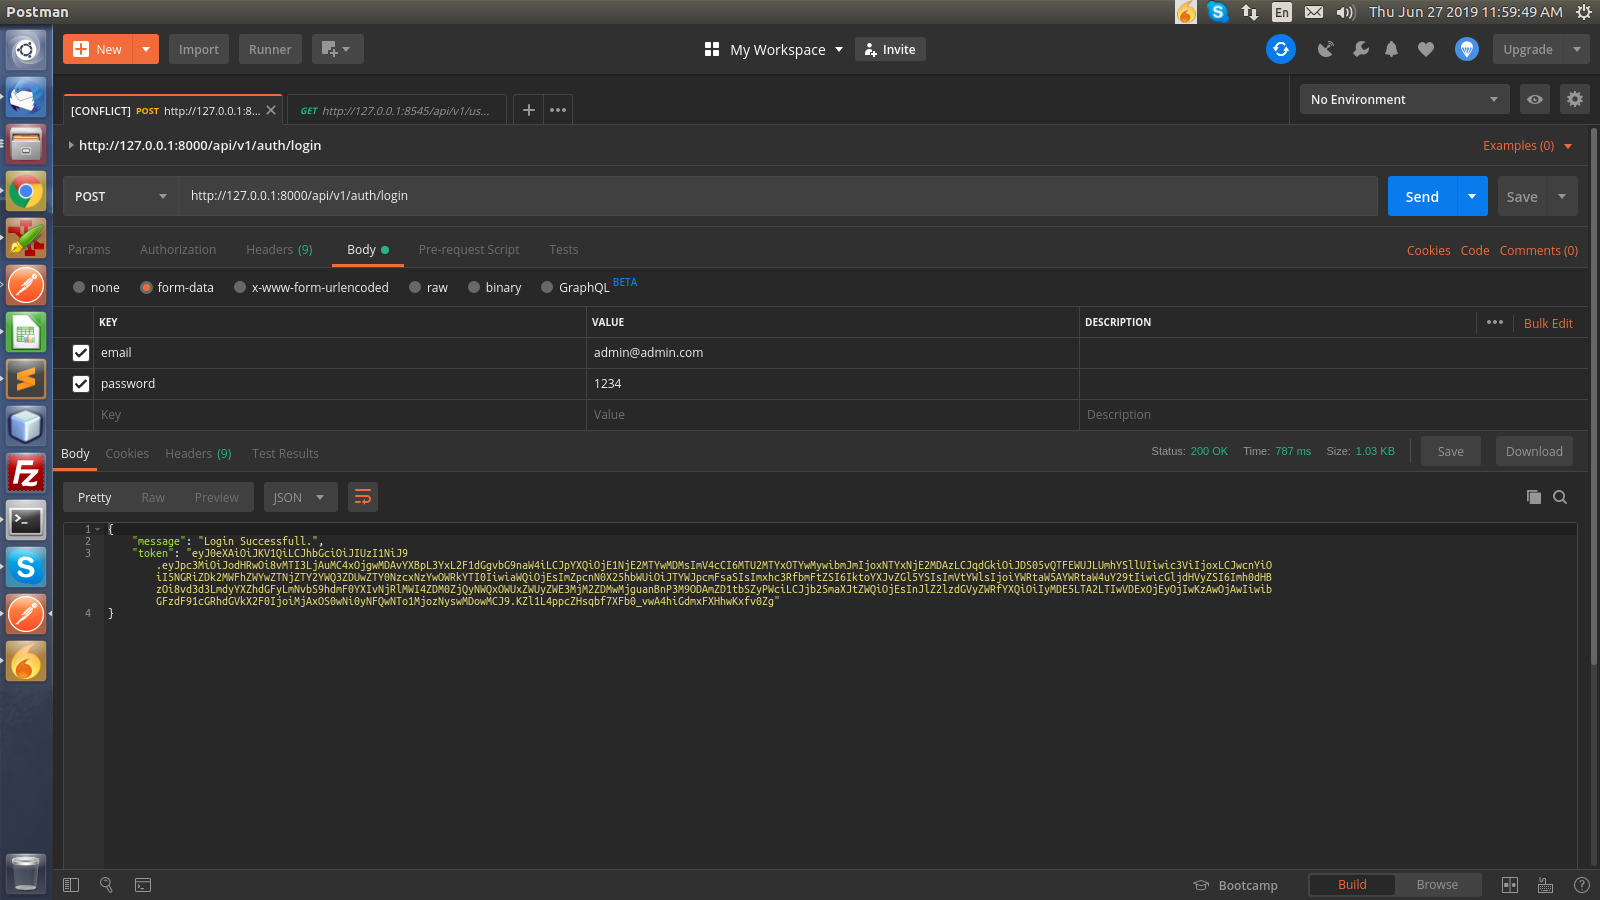 Postman
En
Thu Jun 27 2019 11:59:49 AM
New
Import
Runner
My Workspace
Invite
Upgrade
[CONFLICT] POST http://127.0.0.1:8...
GET http://127.0.0.1:8545/api/v1/us...
No Environment
http://127.0.0.1:8000/api/v1/auth/login
Examples (0)
POST
http://127.0.0.1:8000/api/v1/auth/login
Send
Save
Params
Authorization
Headers (9)
Body
Pre-request Script
Tests
Cookies
Code
Comments (0)
none
form-data
x-www-form-urlencoded
raw
binary
GraphQL BETA
KEY
VALUE
DESCRIPTION
Bulk Edit
email
admin@admin.com
password
1234
Key
Value
Description
Body
Cookies
Headers (9)
Test Results
Status: 200 OK
Time: 787 ms
Size: 1.03 KB
Save
Download
Pretty
Raw
Preview
JSON
1 {
2 "message": "Login Successfull.",
3 "token": "eyJ0eXAiOiJKV1QiLCJhbGciOiJIUzI1NiJ9
4 }
Bootcamp
Build
Browse